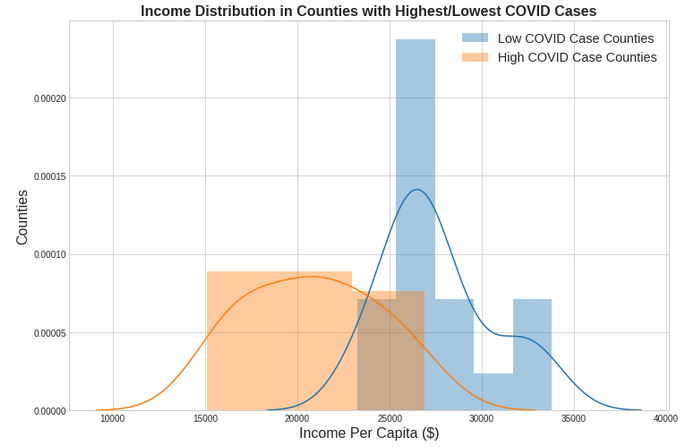 Income Distribution in Counties with Highest/Lowest COVID Cases
Low COVID Case Counties
High COVID Case Counties
0.00020
0.00015
0.00010
0.00005
0.00000
Counties
10000 15000 20000 25000 30000 35000 40000
Income Per Capita ($)